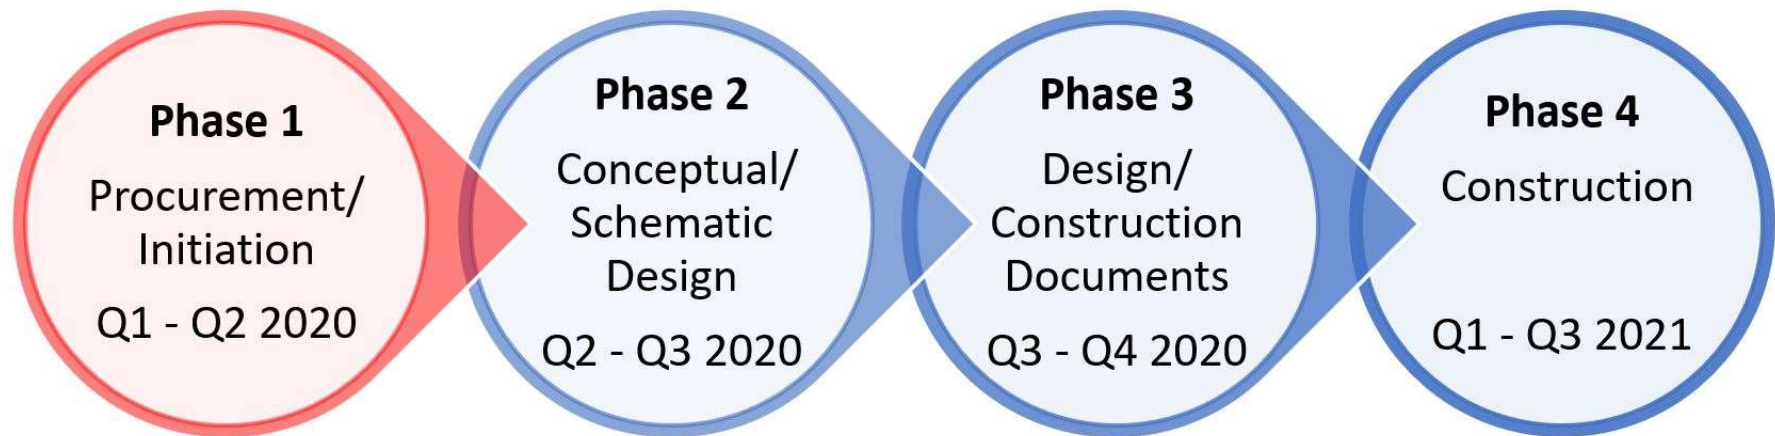 Phase 1
Procurement/
Initiation
Q1 - Q2 2020
Phase 2
Conceptual/
Schematic
Design
Q2 - Q3 2020
Phase 3
Design/
Construction
Documents
Q3 - Q4 2020
Phase 4
Construction
Q1 - Q3 2021